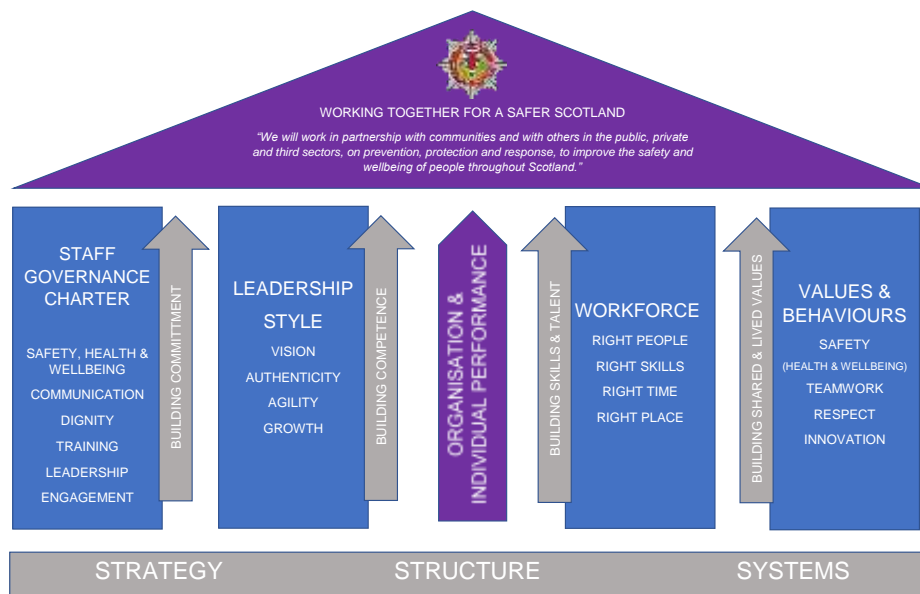 WORKING TOGETHER FOR A SAFER SCOTLAND
“We will work in partnership with communities and with others in the public, private
and third sectors, on prevention, protection and response, to improve the safety and
wellbeing of people throughout Scotland.”
STAFF
GOVERNANCE
CHARTER
SAFETY, HEALTH &
WELLBEING
COMMUNICATION
DIGNITY
TRAINING
LEADERSHIP
ENGAGEMENT
BUILDING COMMITTMENT
LEADERSHIP
STYLE
VISION
AUTHENTICITY
AGILITY
GROWTH
BUILDING COMPETENCE
ORGANISATION &
INDIVIDUAL PERFORMANCE
BUILDING SKILLS & TALENT
WORKFORCE
RIGHT PEOPLE
RIGHT SKILLS
RIGHT TIME
RIGHT PLACE
BUILDING SHARED & LIVED VALUES
VALUES &
BEHAVIOURS
SAFETY
(HEALTH & WELLBEING)
TEAMWORK
RESPECT
INNOVATION
STRATEGY
STRUCTURE
SYSTEMS